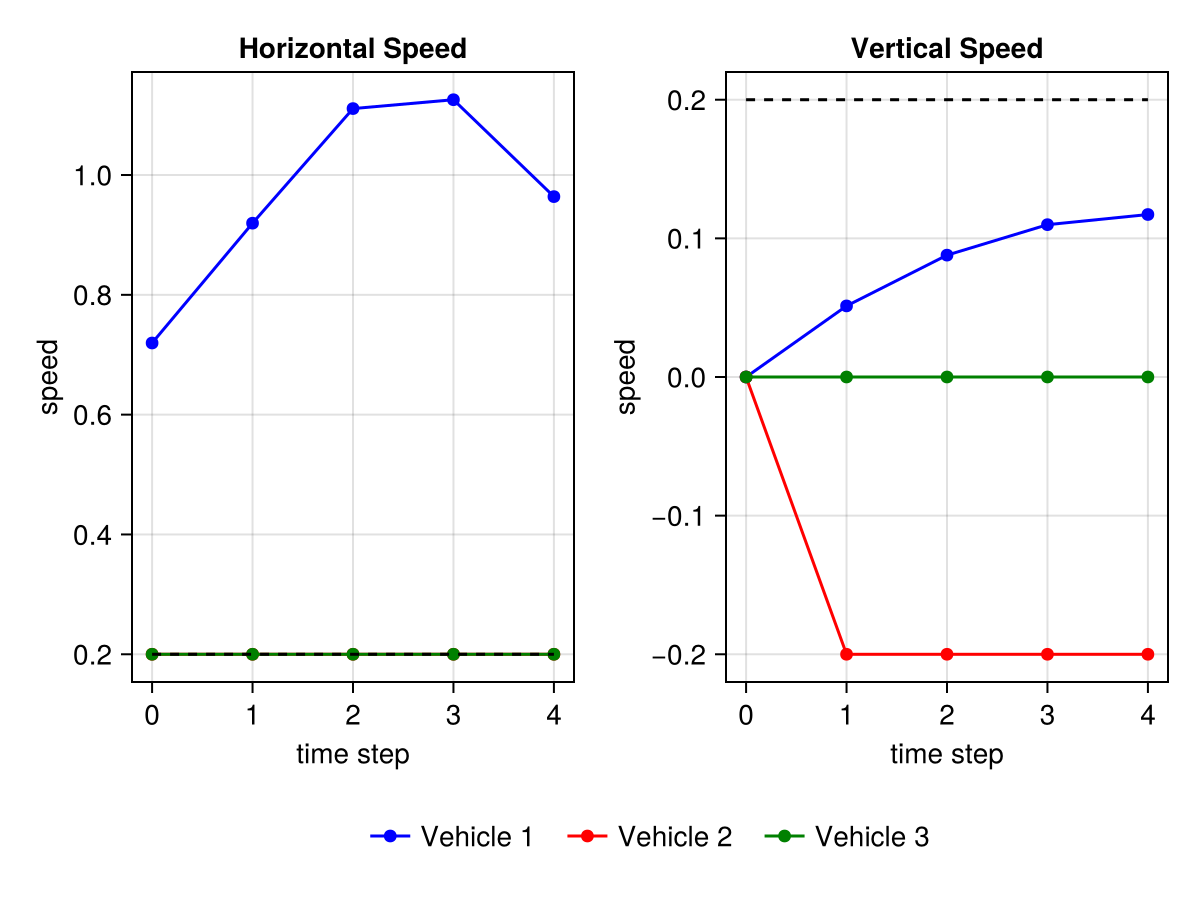 Horizontal Speed
speed
1.0
0.8
0.6
0.4
0.2
0 1 2 3 4
time step
Vertical Speed
speed
0.2
0.1
0.0
−0.1
−0.2
0 1 2 3 4
time step
Vehicle 1 Vehicle 2 Vehicle 3